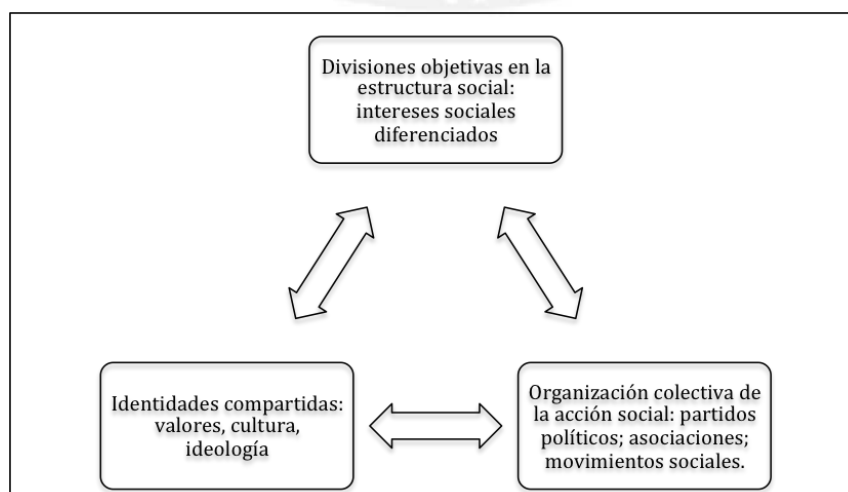 Divisiones objetivas en la
estructura social:
intereses sociales
diferenciados
Identidades compartidas:
valores, cultura,
ideología
Organización colectiva de
la acción social: partidos
políticos; asociaciones;
movimientos sociales.